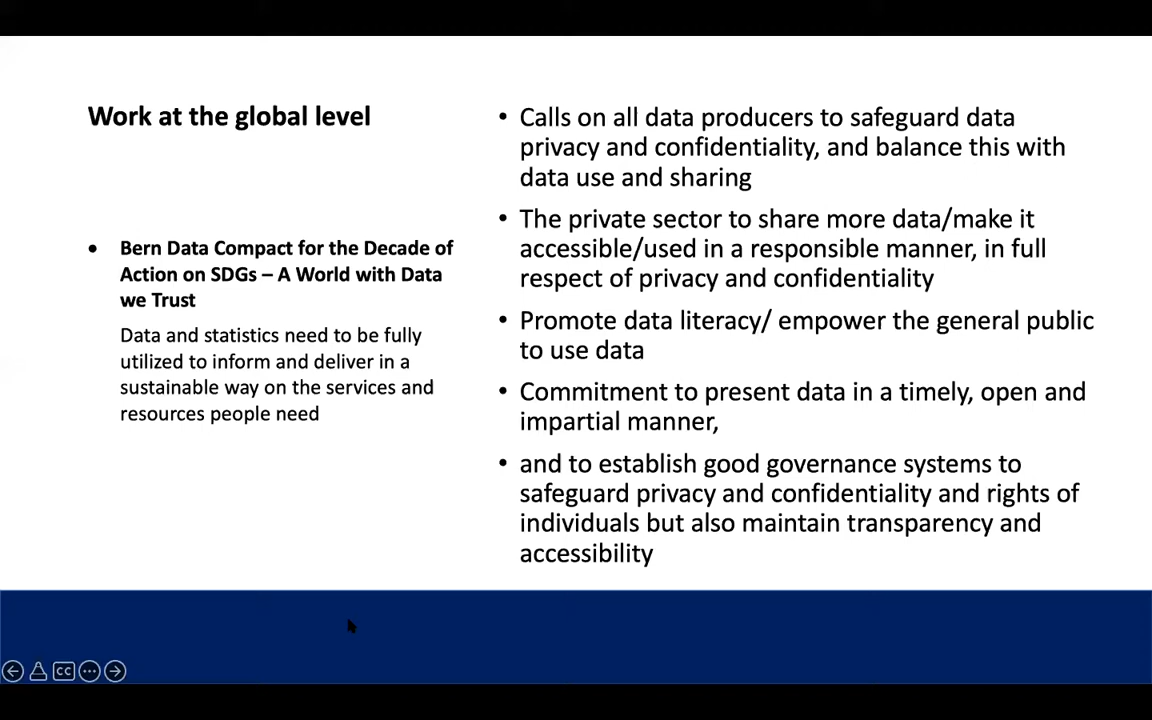 Work at the global level
• Bern Data Compact for the Decade of
Action on SDGs – A World with Data
we Trust
Data and statistics need to be fully
utilized to inform and deliver in a
sustainable way on the services and
resources people need
• Calls on all data producers to safeguard data
privacy and confidentiality, and balance this with
data use and sharing
• The private sector to share more data/make it
accessible/used in a responsible manner, in full
respect of privacy and confidentiality
• Promote data literacy/ empower the general public
to use data
• Commitment to present data in a timely, open and
impartial manner,
• and to establish good governance systems to
safeguard privacy and confidentiality and rights of
individuals but also maintain transparency and
accessibility
CC